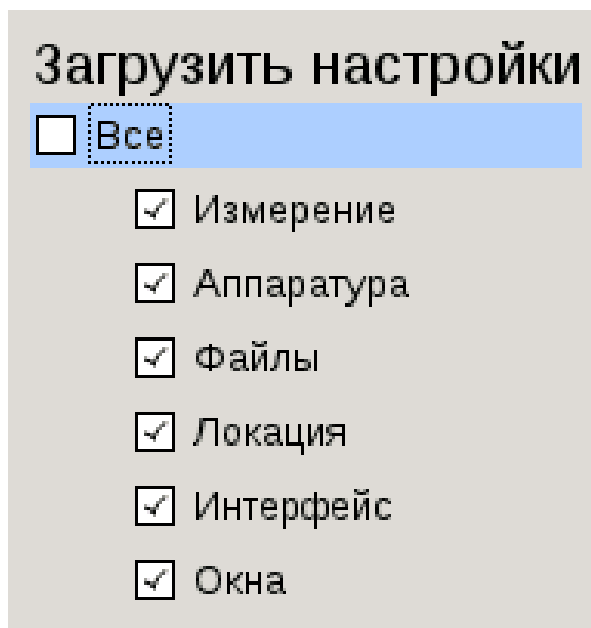 Загрузить настройки
Все
Измерение
Аппаратура
Файлы
Локация
Интерфейс
Окна